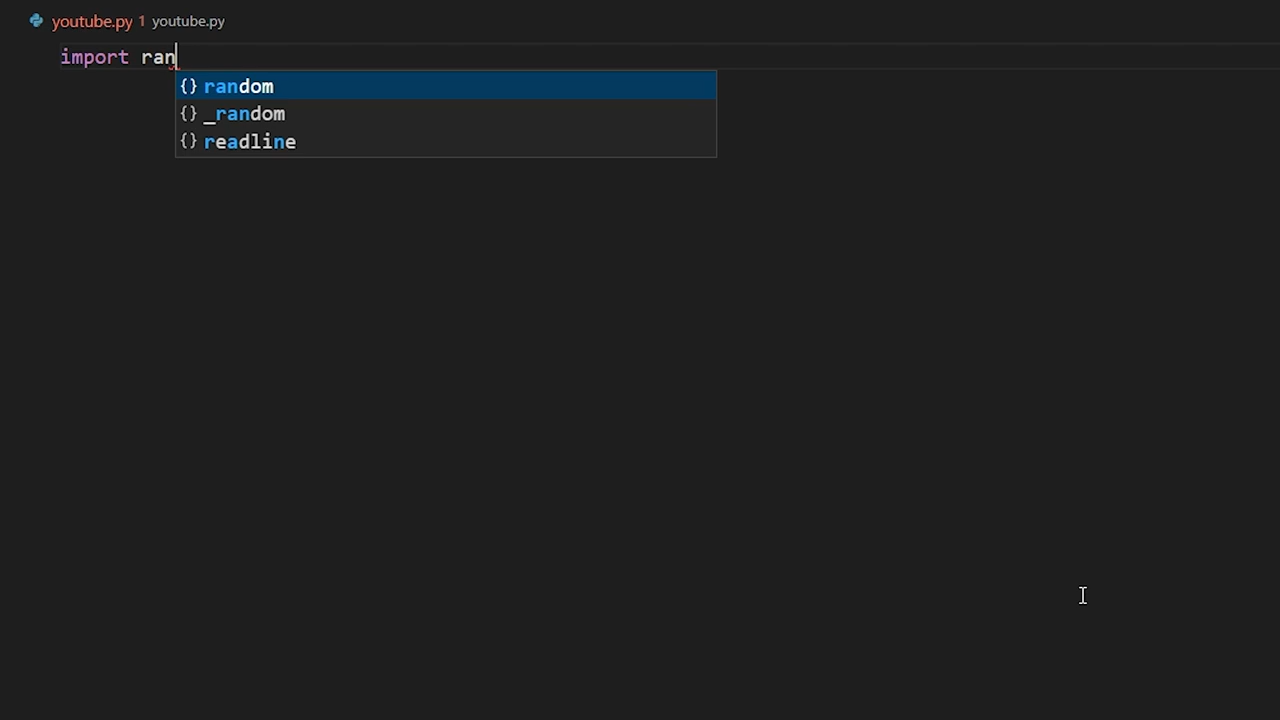 youtube.py 1 youtube.py
import ran
{} random
{} _random
{} readline